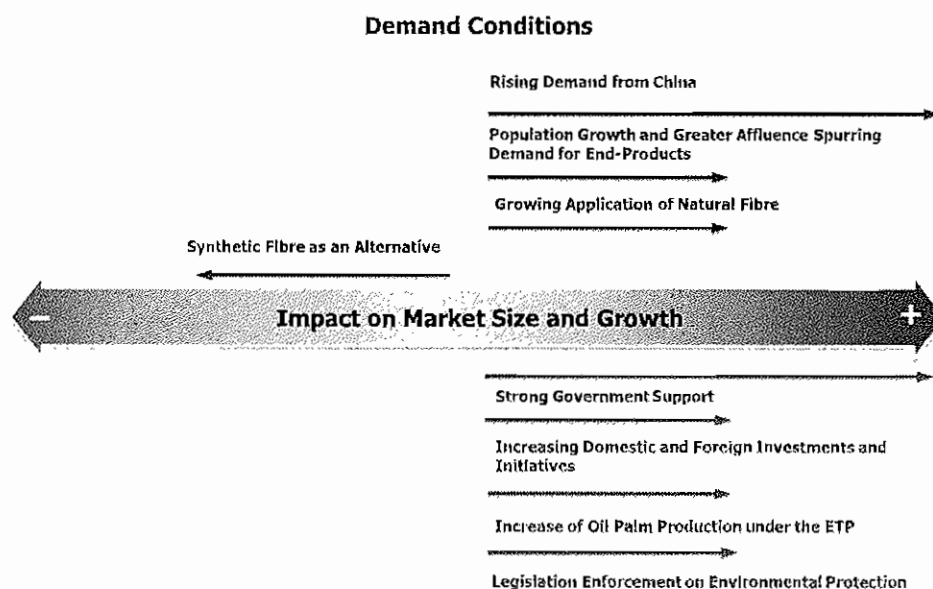 Demand Conditions
Rising Demand from China
Population Growth and Greater Affluence Spurring
Demand for End-Products
Growing Application of Natural Fibre
Synthetic Fibre as an Alternative
− Impact on Market Size and Growth +
Strong Government Support
Increasing Domestic and Foreign Investments and
Initiatives
Increase of Oil Palm Production under the ETP
Legislation Enforcement on Environmental Protection